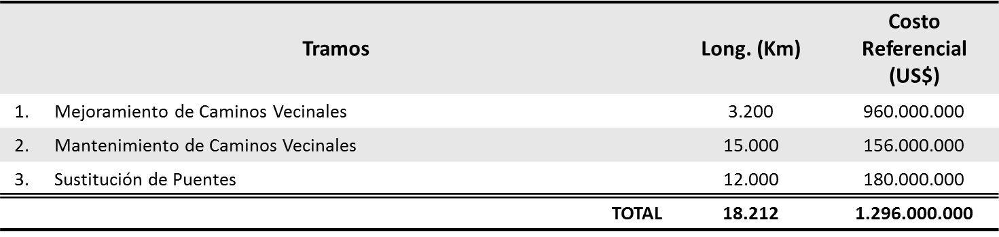 Tramos Long. (Km) Costo Referencial (US$)
1. Mejoramiento de Caminos Vecinales 3.200 960.000.000
2. Mantenimiento de Caminos Vecinales 15.000 156.000.000
3. Sustitución de Puentes 12.000 180.000.000
TOTAL 18.212 1.296.000.000